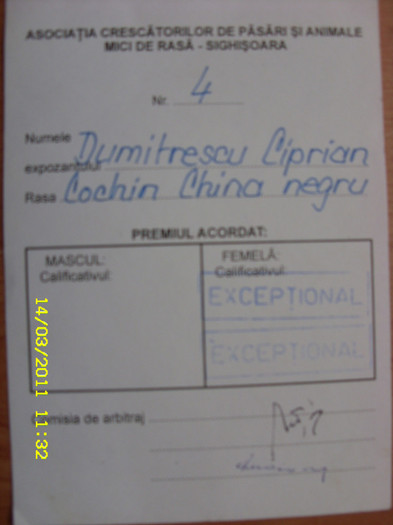 ASOCIAȚIA CRESCĂTORILOR DE PĂSĂRI ȘI ANIMALE
MICI DE RASĂ - SIGHIȘOARA
Nr. 4
Numele
expozantului Dumitrescu Ciprian
Rasa Cochin China negru
PREMIUL ACORDAT:
MASCUL:
Calificativul:
FEMELĂ:
Calificativul:
EXCEPȚIONAL
EXCEPȚIONAL
Comisia de arbitraj
14/03/2011 11:32